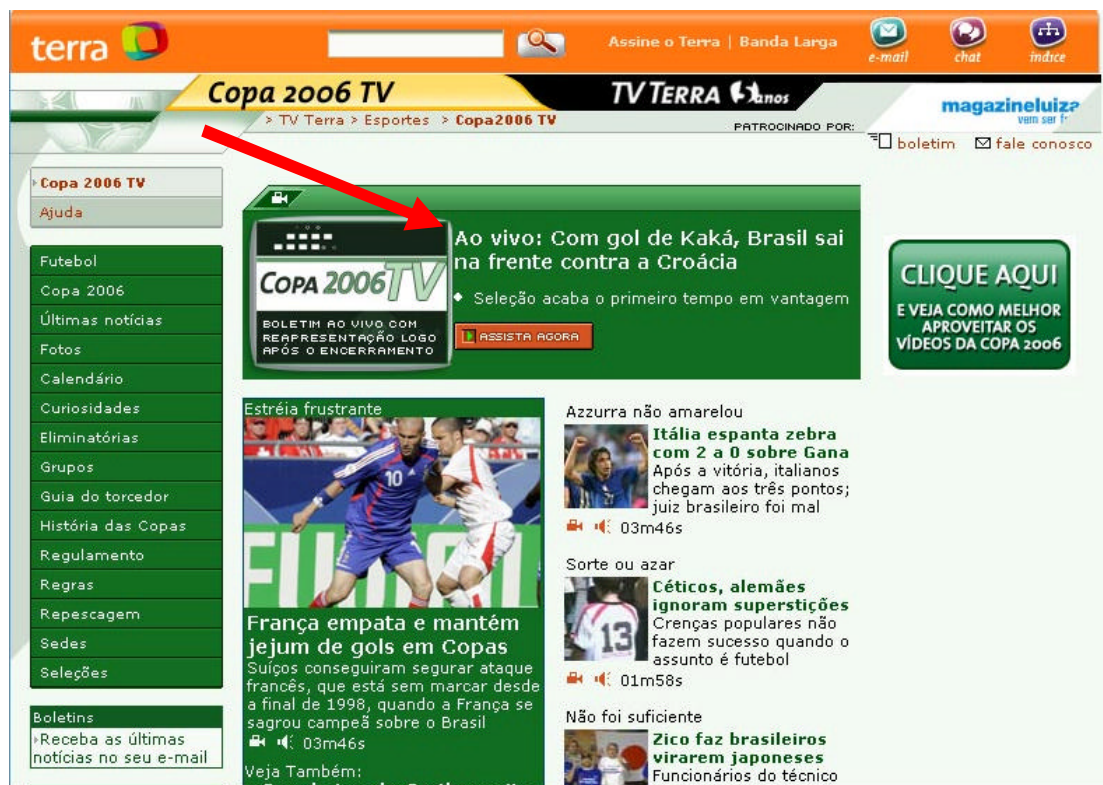 terra
Assine o Terra | Banda Larga
e-mail
chat
índice
Copa 2006 TV
TV TERRA
anos
> TV Terra > Esportes > Copa2006 TV
PATROCINADO POR:
magazineluiza
vem ser f
boletim
fale conosco
Copa 2006 TV
Ajuda
Futebol
Copa 2006
Últimas notícias
Fotos
Calendário
Curiosidades
Eliminatórias
Grupos
Guia do torcedor
História das Copas
Regulamento
Regras
Repescagem
Sedes
Seleções
Boletins
Receba as últimas
notícias no seu e-mail
COPA 2006 TV
BOLETIM AO VIVO COM
REAPRESENTAÇÃO LOGO
APÓS O ENCERRAMENTO
Ao vivo: Com gol de Kaká, Brasil sai
na frente contra a Croácia
Seleção acaba o primeiro tempo em vantagem
ASSISTA AGORA
CLIQUE AQUI
E VEJA COMO MELHOR
APROVEITAR OS
VÍDEOS DA COPA 2006
Estréia frustrante
10
França empata e mantém
jejum de gols em Copas
Suíços conseguiram segurar ataque
francês, que está sem marcar desde
a final de 1998, quando a França se
sagrou campeã sobre o Brasil
03m46s
Veja Também:
Azzurra não amarelou
Itália espanta zebra
com 2 a 0 sobre Gana
Após a vitória, italianos
chegam aos três pontos;
juiz brasileiro foi mal
03m46s
Sorte ou azar
13
Céticos, alemães
ignoram superstições
Crenças populares não
fazem sucesso quando o
assunto é futebol
01m58s
Não foi suficiente
Zico faz brasileiros
virarem japoneses
Funcionários do técnico